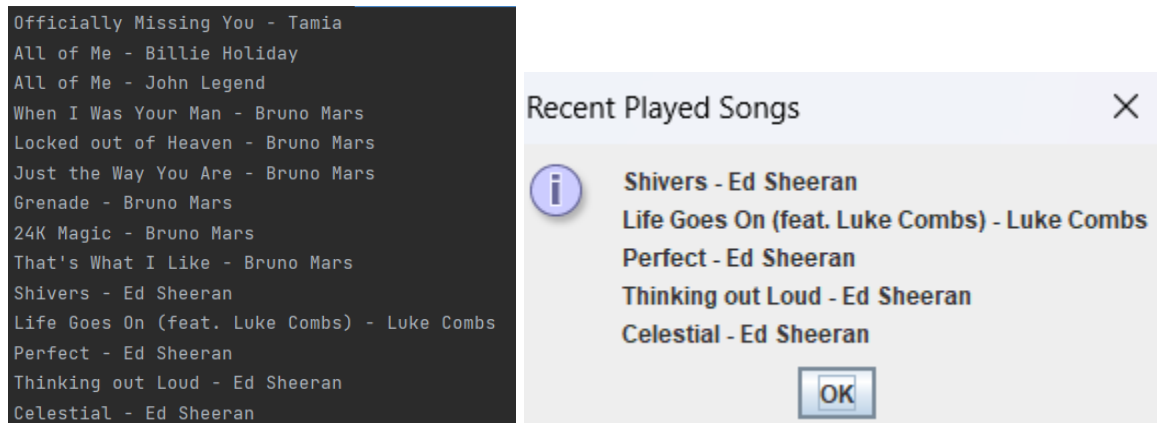 Officially Missing You - Tamia
All of Me - Billie Holiday
All of Me - John Legend
When I Was Your Man - Bruno Mars
Locked out of Heaven - Bruno Mars
Just the Way You Are - Bruno Mars
Grenade - Bruno Mars
24K Magic - Bruno Mars
That's What I Like - Bruno Mars
Shivers - Ed Sheeran
Life Goes On (feat. Luke Combs) - Luke Combs
Perfect - Ed Sheeran
Thinking out Loud - Ed Sheeran
Celestial - Ed Sheeran
Recent Played Songs
i
Shivers - Ed Sheeran
Life Goes On (feat. Luke Combs) - Luke Combs
Perfect - Ed Sheeran
Thinking out Loud - Ed Sheeran
Celestial - Ed Sheeran
OK